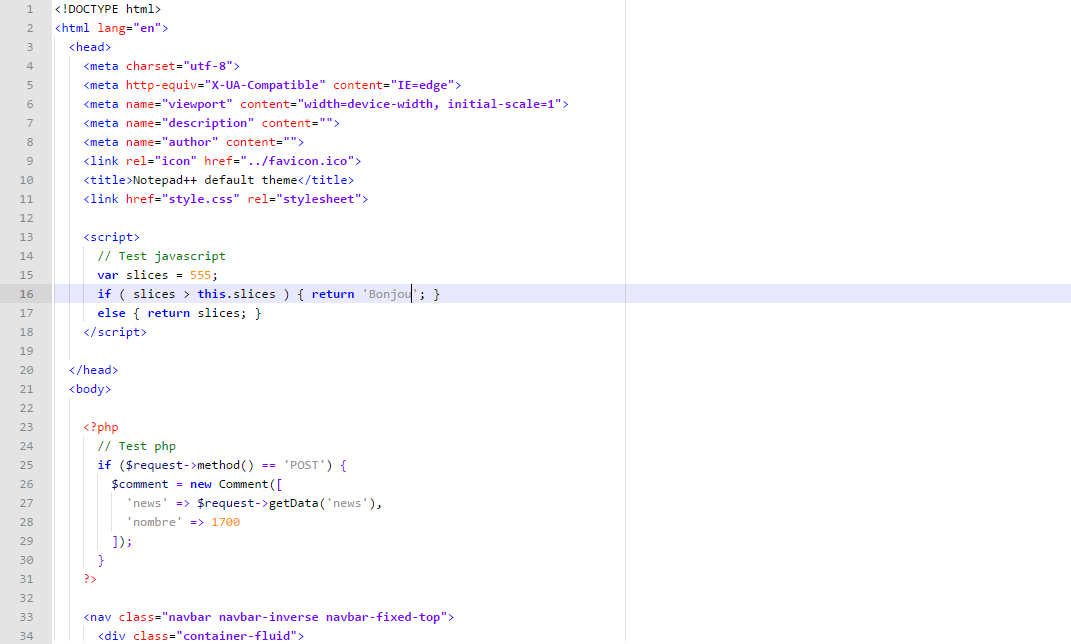 1 <!DOCTYPE html>
2 <html lang="en">
3 <head>
4 <meta charset="utf-8">
5 <meta http-equiv="X-UA-Compatible" content="IE=edge">
6 <meta name="viewport" content="width=device-width, initial-scale=1">
7 <meta name="description" content="">
8 <meta name="author" content="">
9 <link rel="icon" href="../favicon.ico">
10 <title>Notepad++ default theme</title>
11 <link href="style.css" rel="stylesheet">
12
13 <script>
14 // Test javascript
15 var slices = 555;
16 if ( slices > this.slices ) { return 'Bonjou'; }
17 else { return slices; }
18 </script>
19
20 </head>
21 <body>
22
23 <?php
24 // Test php
25 if ($request->method() == 'POST') {
26 $comment = new Comment([
27 'news' => $request->getData('news'),
28 'nombre' => 1700
29 ]);
30 }
31 ?>
32
33 <nav class="navbar navbar-inverse navbar-fixed-top">
34 <div class="container-fluid">